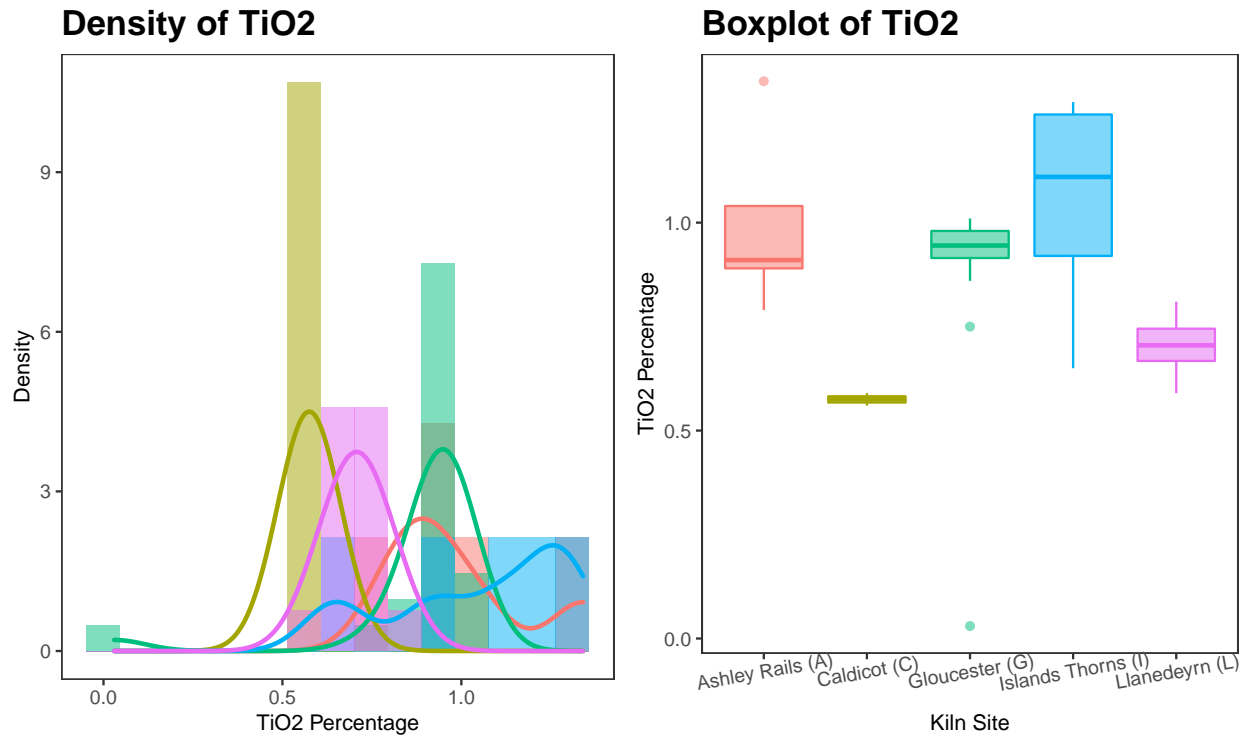 Density of TiO2
9
6
3
0
Density
0.0 0.5 1.0
TiO2 Percentage
Boxplot of TiO2
1.0
0.5
0.0
TiO2 Percentage
Ashley Rails (A) Caldicot (C) Gloucester (G) Islands Thorns (I) Llanedeyrn (L)
Kiln Site